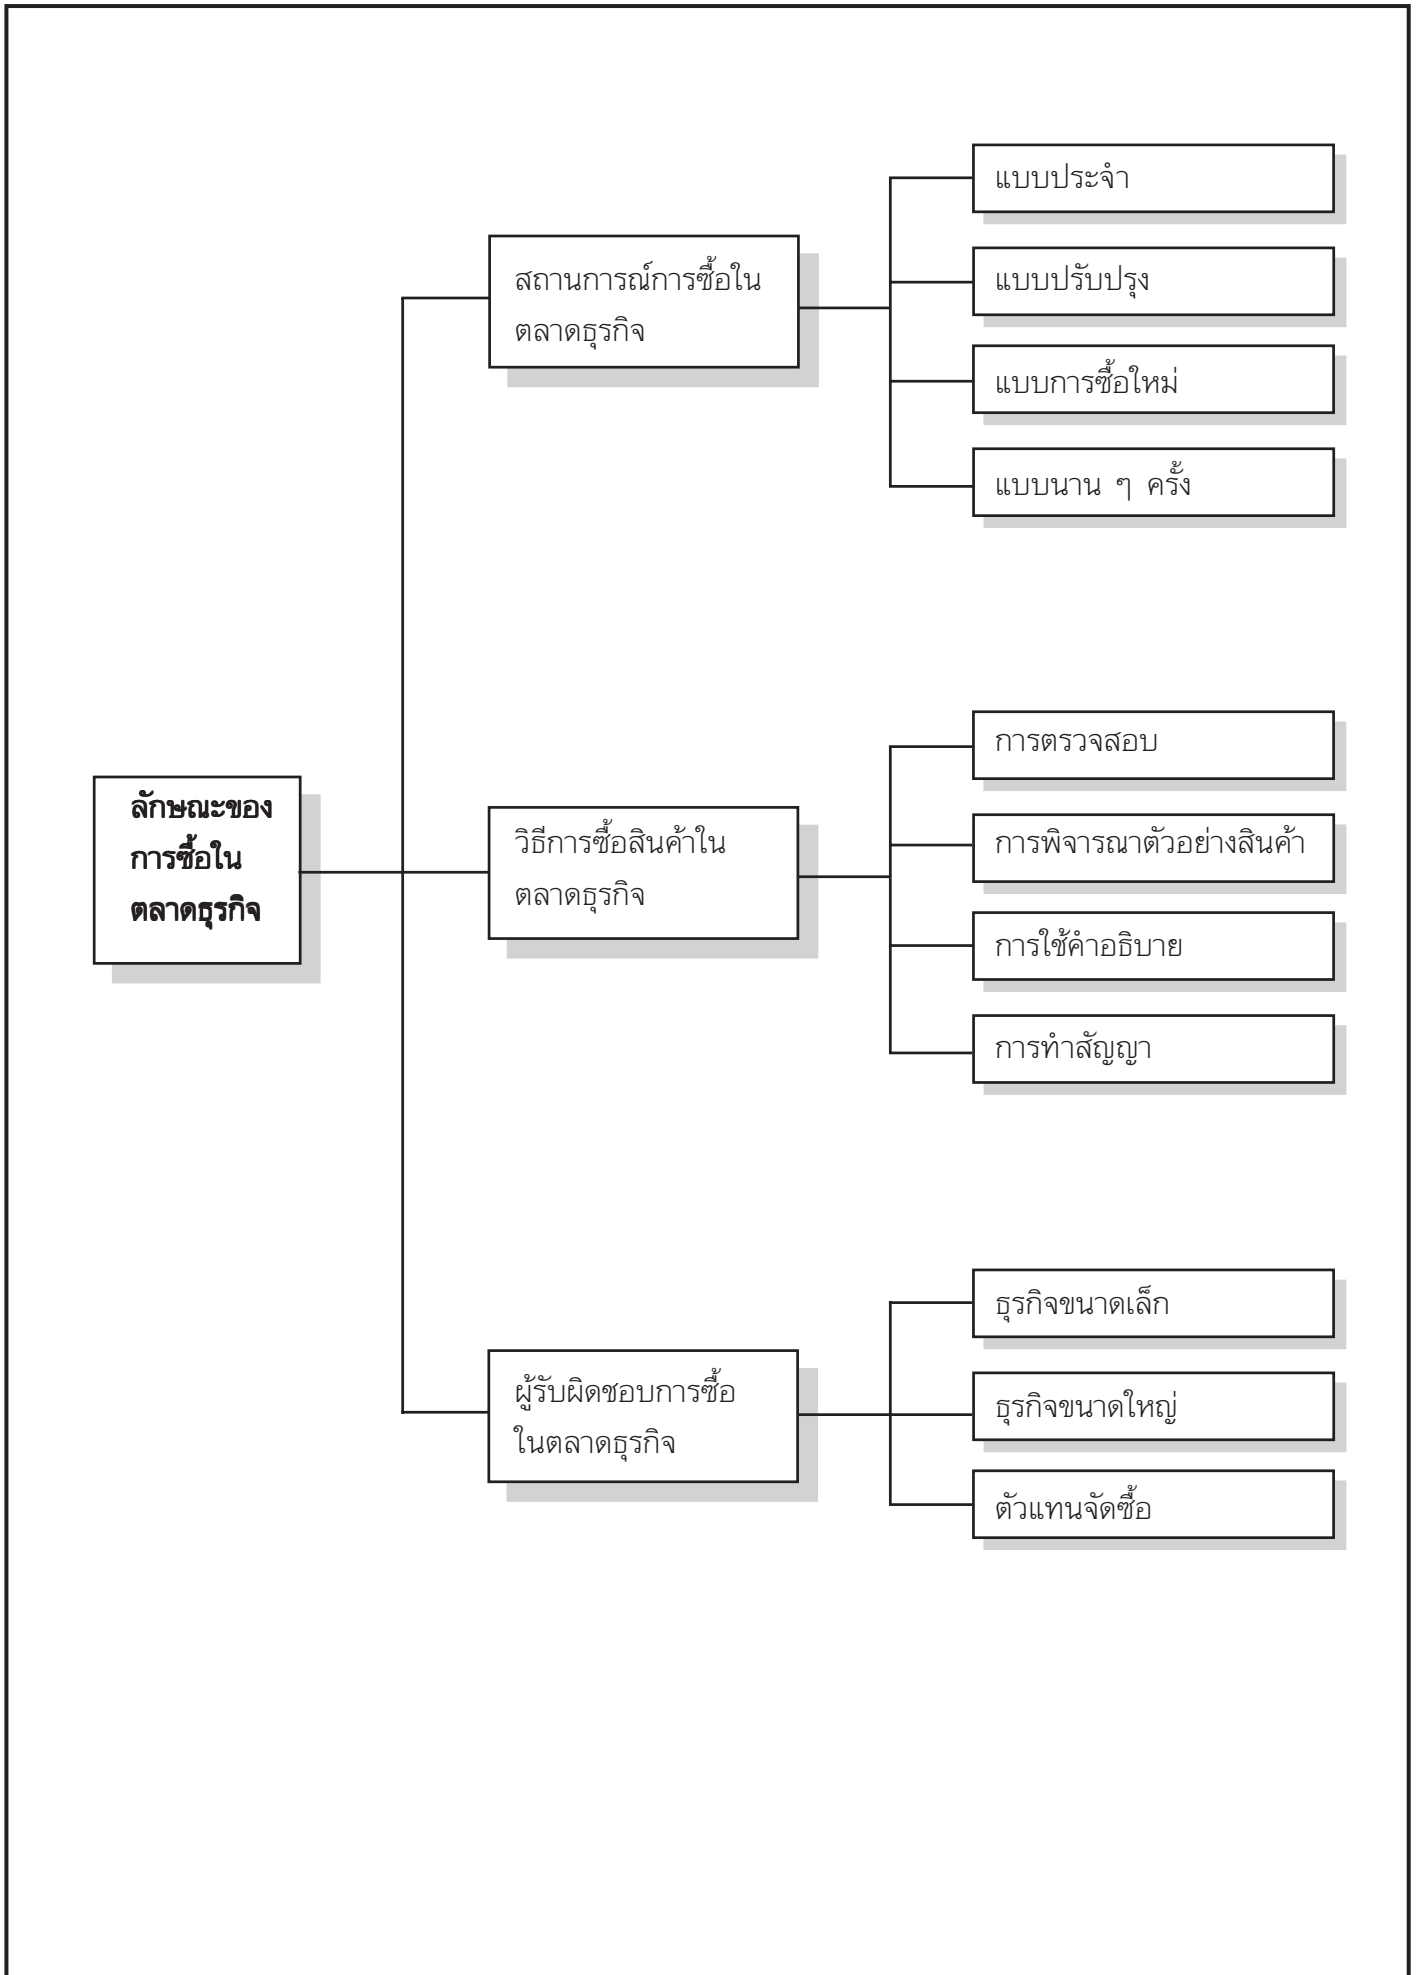 ลักษณะของ
การซื้อใน
ตลาดธุรกิจ
สถานการณ์การซื้อใน
ตลาดธุรกิจ
แบบประจำ
แบบปรับปรุง
แบบการซื้อใหม่
แบบนาน ๆ ครั้ง
วิธีการซื้อสินค้าใน
ตลาดธุรกิจ
การตรวจสอบ
การพิจารณาตัวอย่างสินค้า
การใช้คำอธิบาย
การทำสัญญา
ผู้รับผิดชอบการซื้อ
ในตลาดธุรกิจ
ธุรกิจขนาดเล็ก
ธุรกิจขนาดใหญ่
ตัวแทนจัดซื้อ